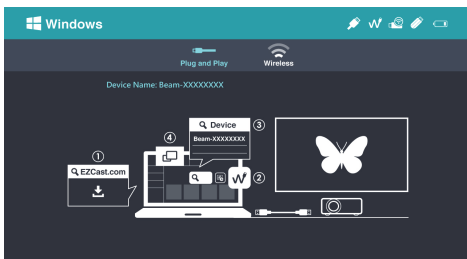 Windows
Plug and Play
Wireless
Device Name: Beam-XXXXXXXX
④
Device
③
Beam-XXXXXXXX
①
EZCast.com
②